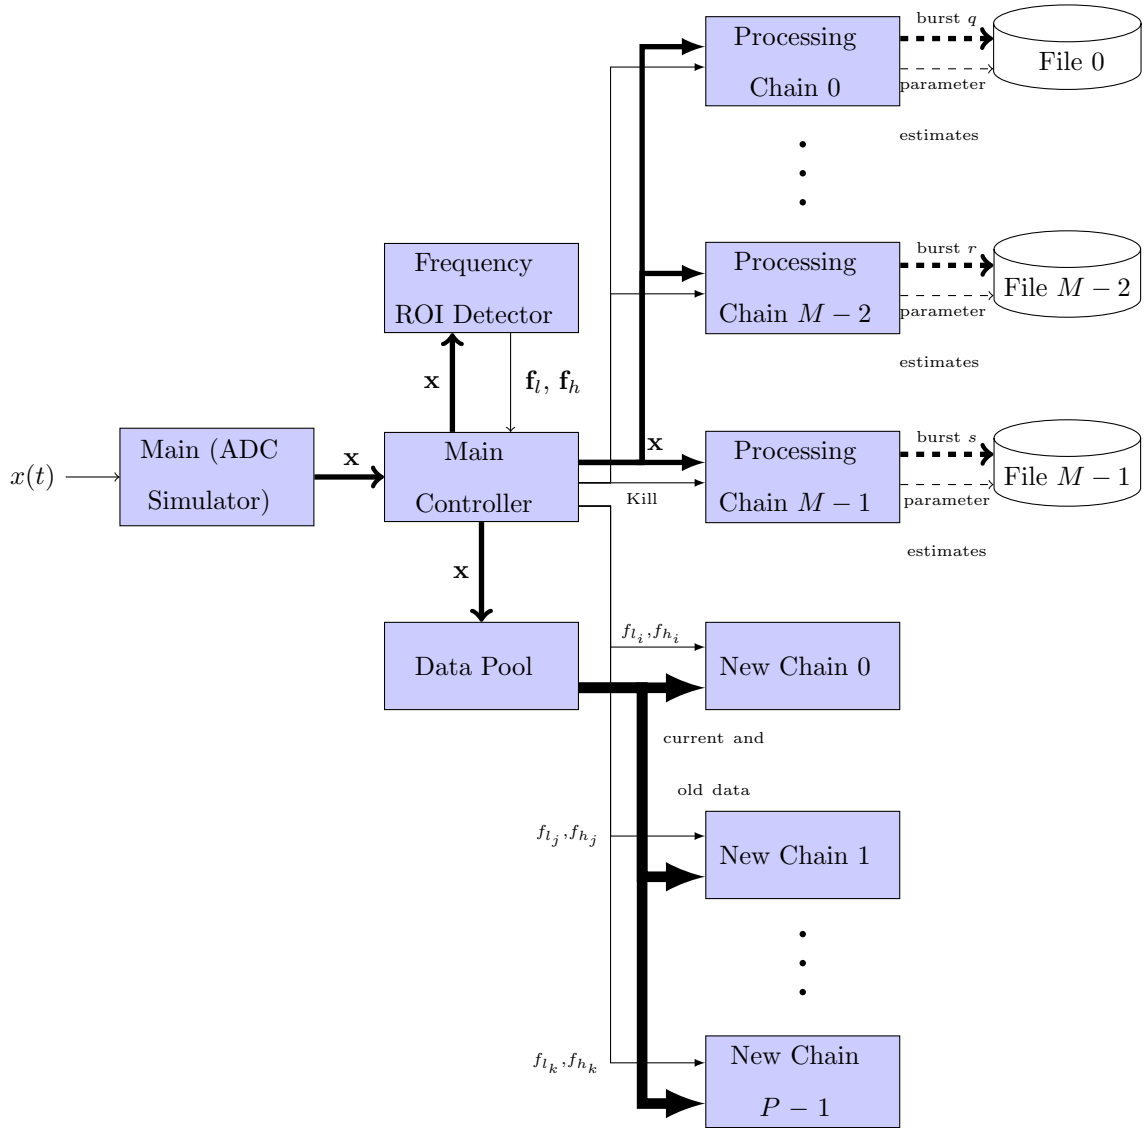 burst q
Processing
Chain 0
File 0
parameter
estimates
burst r
Frequency
ROI Detector
Processing
Chain M − 2
File M − 2
parameter
estimates
x
f_l, f_h
burst s
x(t)
Main (ADC
Simulator)
x
Main
Controller
x
Kill
Processing
Chain M − 1
File M − 1
parameter
estimates
x
Data Pool
f_{l_i},f_{h_i}
New Chain 0
current and
old data
f_{l_j},f_{h_j}
New Chain 1
f_{l_k},f_{h_k}
New Chain
P − 1